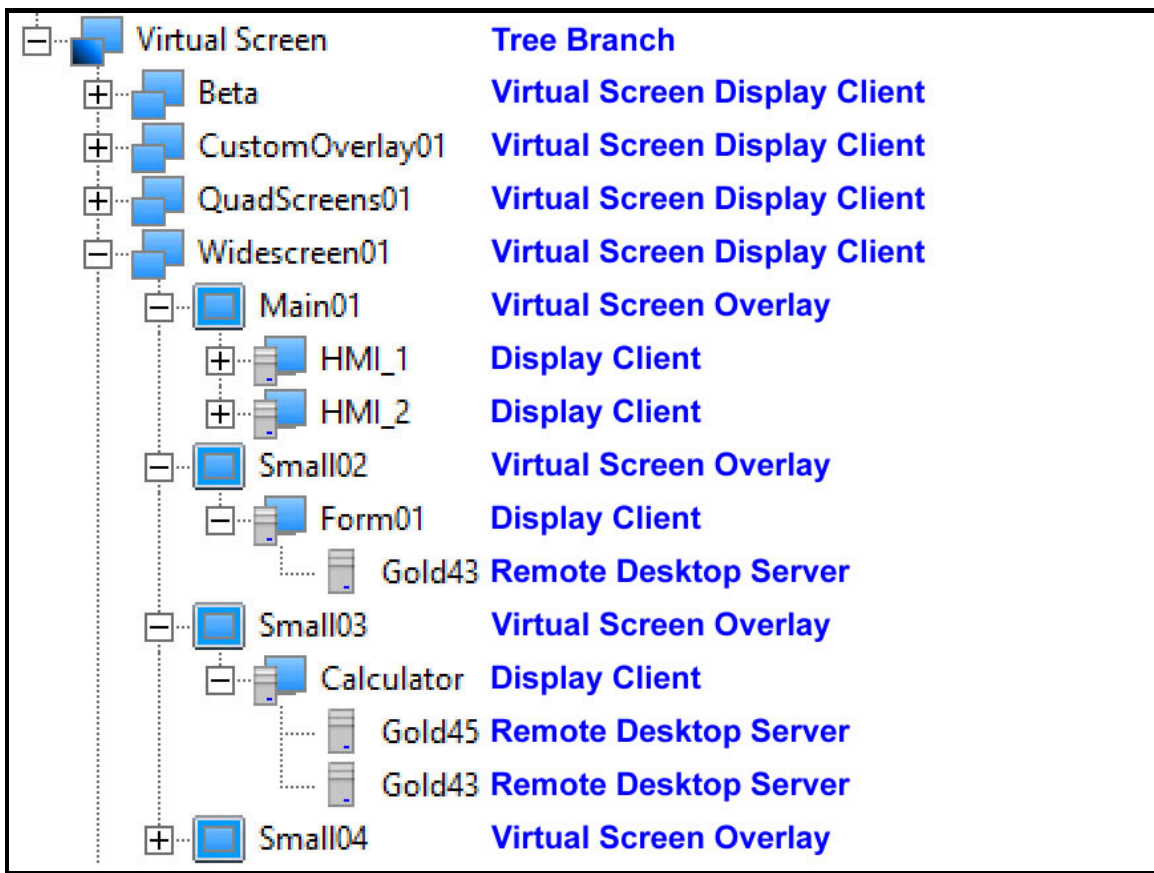 Virtual Screen Tree Branch
Beta Virtual Screen Display Client
CustomOverlay01 Virtual Screen Display Client
QuadScreens01 Virtual Screen Display Client
Widescreen01 Virtual Screen Display Client
Main01 Virtual Screen Overlay
HMI_1 Display Client
HMI_2 Display Client
Small02 Virtual Screen Overlay
Form01 Display Client
Gold43 Remote Desktop Server
Small03 Virtual Screen Overlay
Calculator Display Client
Gold45 Remote Desktop Server
Gold43 Remote Desktop Server
Small04 Virtual Screen Overlay